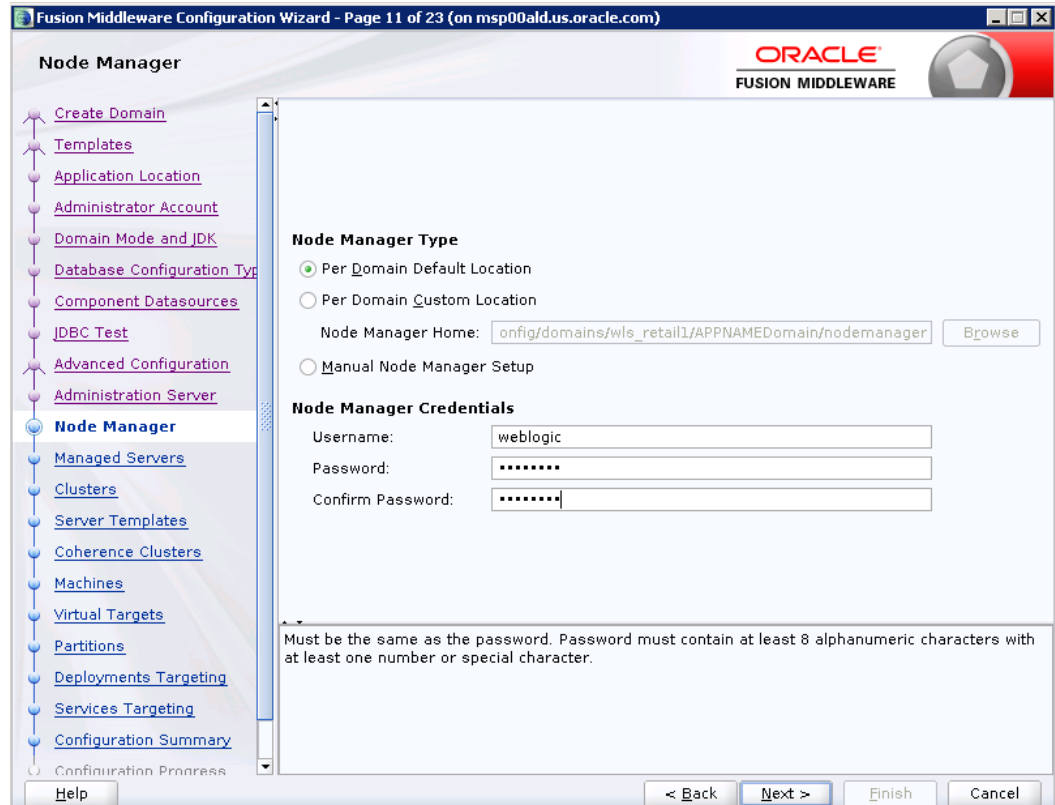 Fusion Middleware Configuration Wizard - Page 11 of 23 (on msp00ald.us.oracle.com)
Node Manager
ORACLE
FUSION MIDDLEWARE
Create Domain
Templates
Application Location
Administrator Account
Domain Mode and JDK
Database Configuration Typ
Component Datasources
JDBC Test
Advanced Configuration
Administration Server
Node Manager
Managed Servers
Clusters
Server Templates
Coherence Clusters
Machines
Virtual Targets
Partitions
Deployments Targeting
Services Targeting
Configuration Summary
Configuration Progress
Node Manager Type
Per Domain Default Location
Per Domain Custom Location
Node Manager Home: onfig/domains/wls_retail1/APPNAMEDomain/nodemanager Browse
Manual Node Manager Setup
Node Manager Credentials
Username: weblogic
Password: ••••••••
Confirm Password: ••••••••
Must be the same as the password. Password must contain at least 8 alphanumeric characters with
at least one number or special character.
Help < Back Next > Finish Cancel